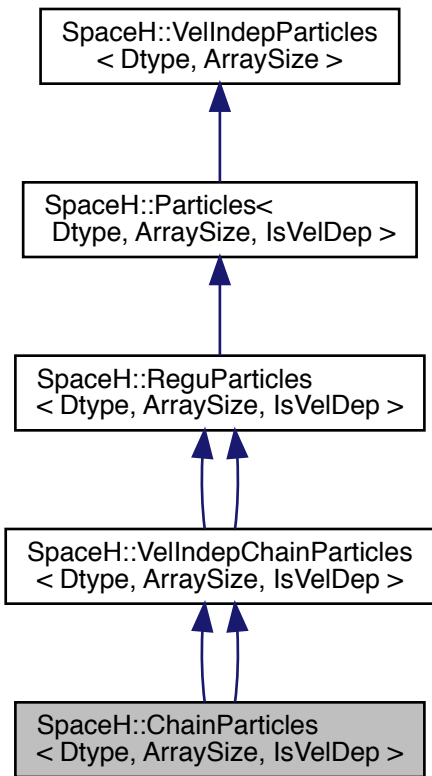 SpaceH::VelIndepParticles
< Dtype, ArraySize >
SpaceH::Particles<
Dtype, ArraySize, IsVelDep >
SpaceH::ReguParticles
< Dtype, ArraySize, IsVelDep >
SpaceH::VelIndepChainParticles
< Dtype, ArraySize, IsVelDep >
SpaceH::ChainParticles
< Dtype, ArraySize, IsVelDep >